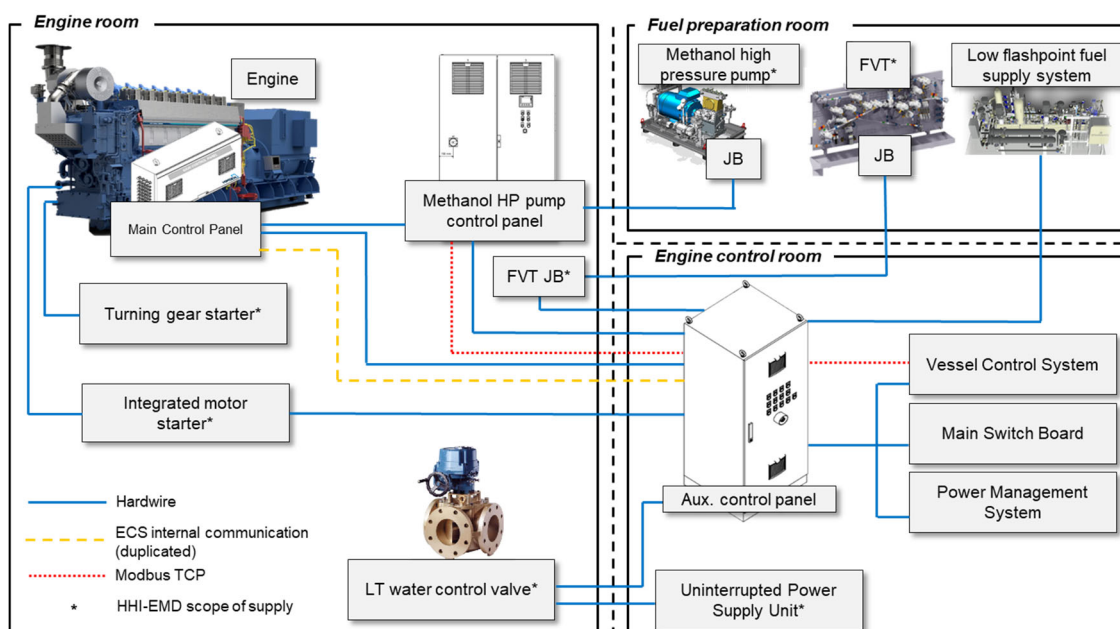 Engine room
Engine
Main Control Panel
Methanol HP pump
control panel
FVT JB*
Turning gear starter*
Integrated motor
starter*
LT water control valve*
Hardwire
ECS internal communication
(duplicated)
Modbus TCP
* HHI-EMD scope of supply
Fuel preparation room
Methanol high
pressure pump*
JB
FVT*
JB
Low flashpoint fuel
supply system
Engine control room
Aux. control panel
Vessel Control System
Main Switch Board
Power Management
System
Uninterrupted Power
Supply Unit*